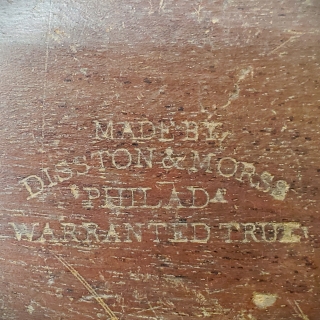 MADE BY
DISSTON & MORSS
PHILADA
WARRANTED TRUE